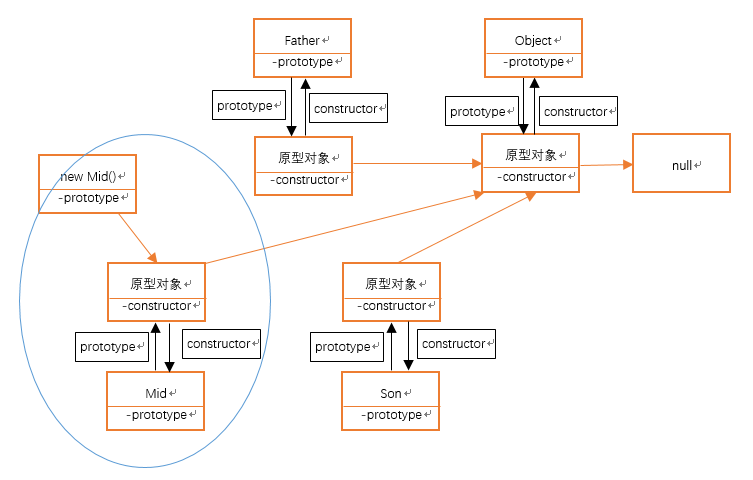 Father
-prototype
Object
-prototype
prototype
constructor
prototype
constructor
原型对象
-constructor
原型对象
-constructor
null
new Mid()
-prototype
原型对象
-constructor
原型对象
-constructor
prototype
constructor
prototype
constructor
Mid
-prototype
Son
-prototype